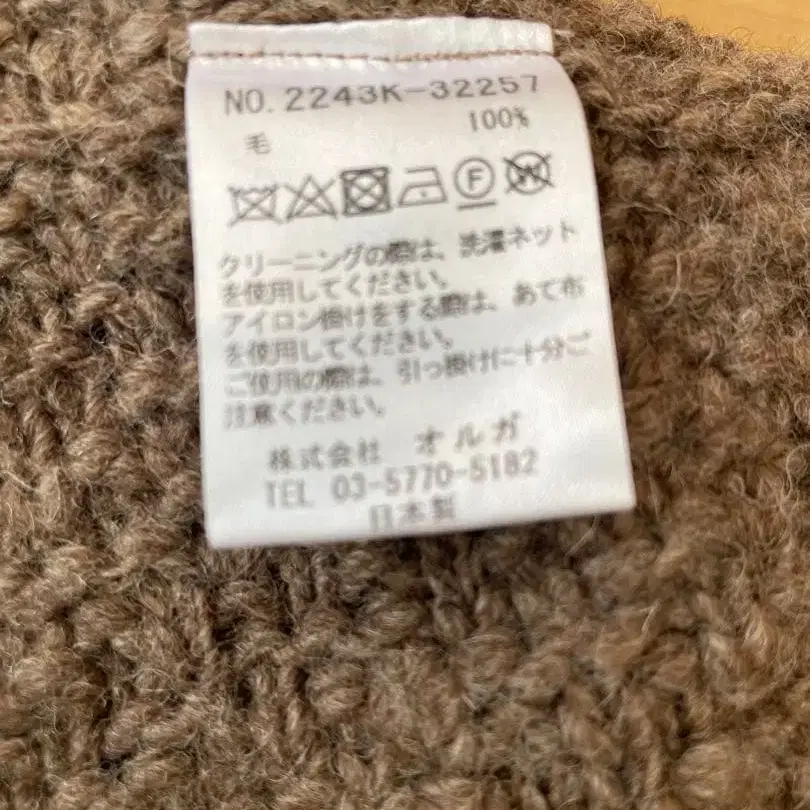 NO. 2243K-32257
毛 100%
F W
クリーニングの際は、洗濯ネット
を使用してください。
アイロン掛けをする際は、あて布
を使用してください。
ご使用の際は、引っ掛けに十分ご
注意ください。
株式会社 オルガ
TEL 03-5770-5182
日本製